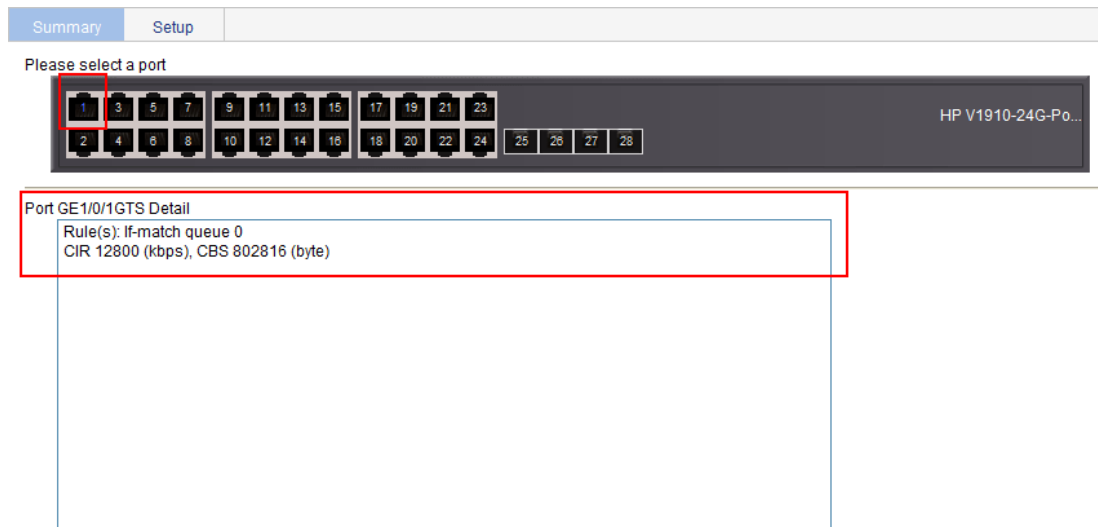 Summary Setup
Please select a port
1 3 5 7 9 11 13 15 17 19 21 23
HP V1910-24G-Po...
2 4 6 8 10 12 14 16 18 20 22 24 25 26 27 28
Port GE1/0/1GTS Detail
Rule(s): If-match queue 0
CIR 12800 (kbps), CBS 802816 (byte)